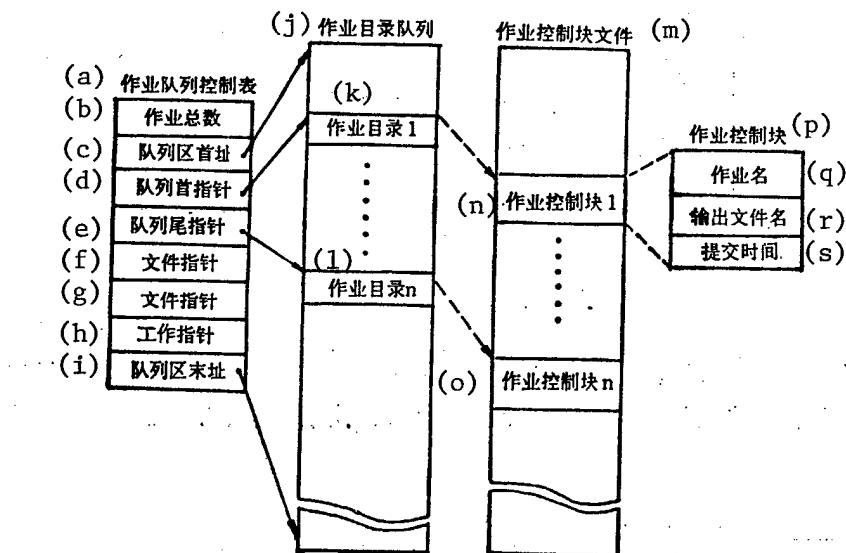 (j) 作业目录队列
作业控制块文件 (m)
(a) 作业队列控制表
(b) 作业总数
(c) 队列区首址
(d) 队列首指针
(e) 队列尾指针
(f) 文件指针
(g) 文件指针
(h) 工作指针
(i) 队列区末址
(k)
作业目录1
(l)
作业目录n
(n) 作业控制块1
(o) 作业控制块n
作业控制块 (p)
作业名 (q)
输出文件名 (r)
提交时间 (s)